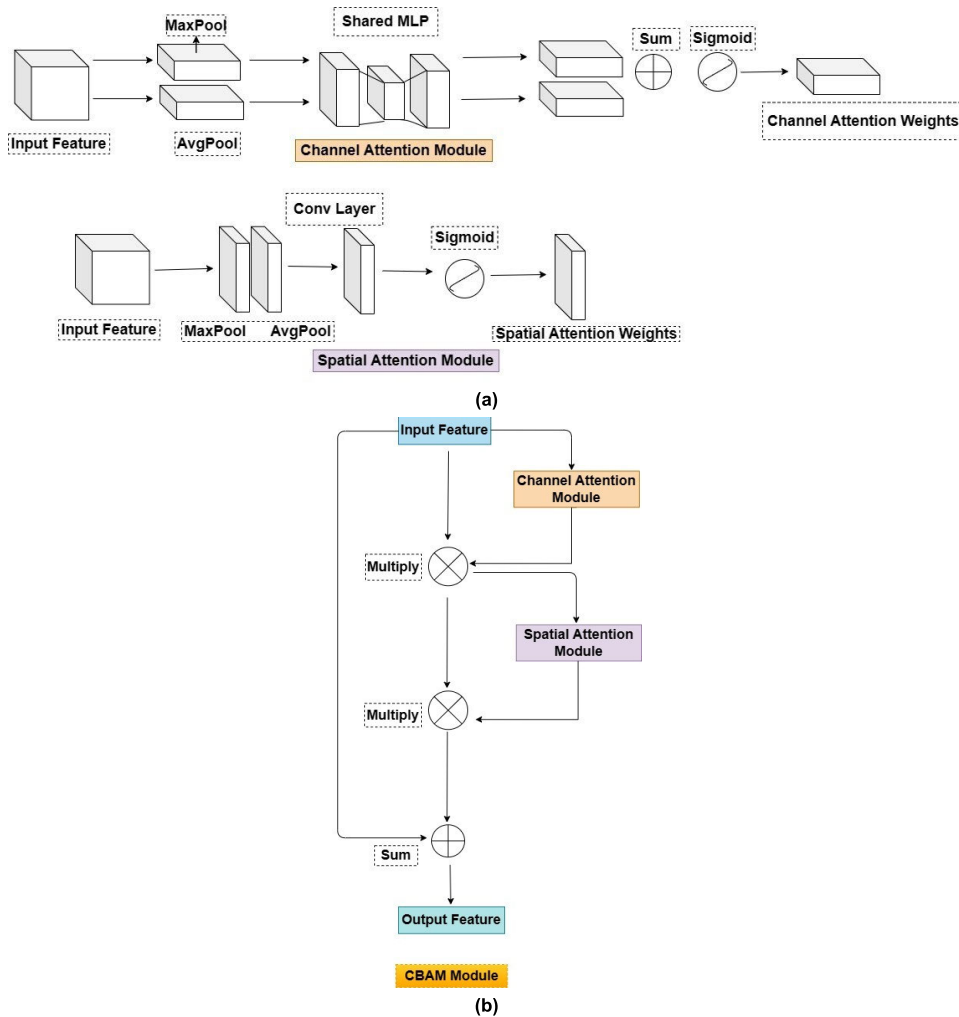 MaxPool
Shared MLP
Sum
Sigmoid
Input Feature
AvgPool
Channel Attention Module
Channel Attention Weights
Conv Layer
Sigmoid
Input Feature
MaxPool
AvgPool
Spatial Attention Weights
Spatial Attention Module
(a)
Input Feature
Channel Attention
Module
Multiply
Spatial Attention
Module
Multiply
Sum
Output Feature
CBAM Module
(b)